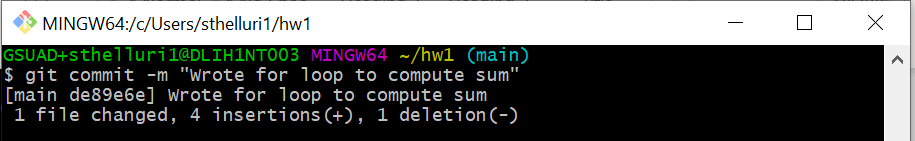 MINGW64:/c/Users/sthelluri1/hw1
GSUAD+sthelluri1@DLIH1NT003 MINGW64 ~/hw1 (main)
$ git commit -m "Wrote for loop to compute sum"
[main de89e6e] Wrote for loop to compute sum
 1 file changed, 4 insertions(+), 1 deletion(-)